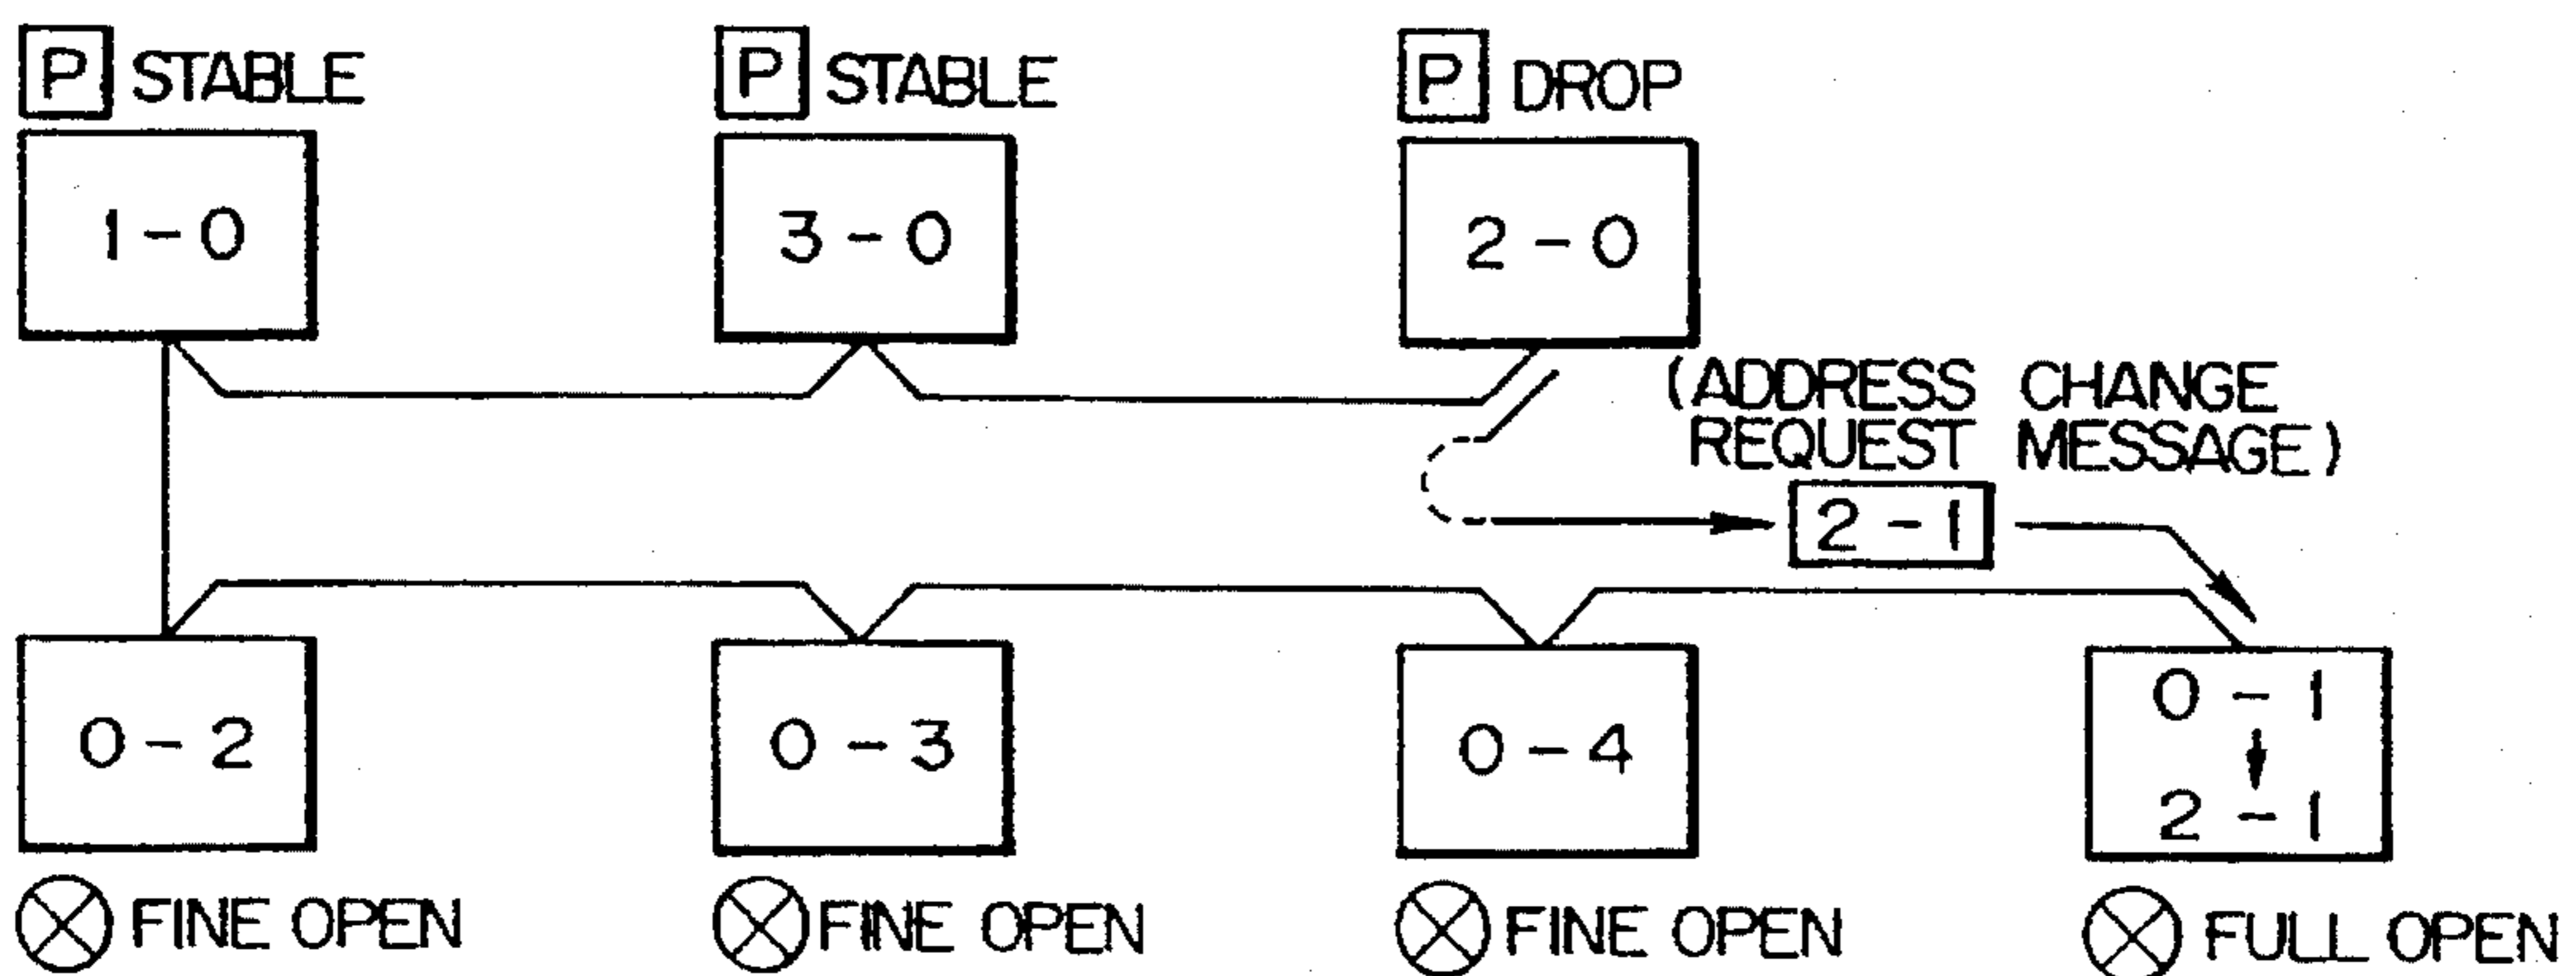 P STABLE P STABLE P DROP
1-0 3-0 2-0
(ADDRESS CHANGE
REQUEST MESSAGE)
2-1
0-2 0-3 0-4 0-1
2-1
FINE OPEN FINE OPEN FINE OPEN FULL OPEN